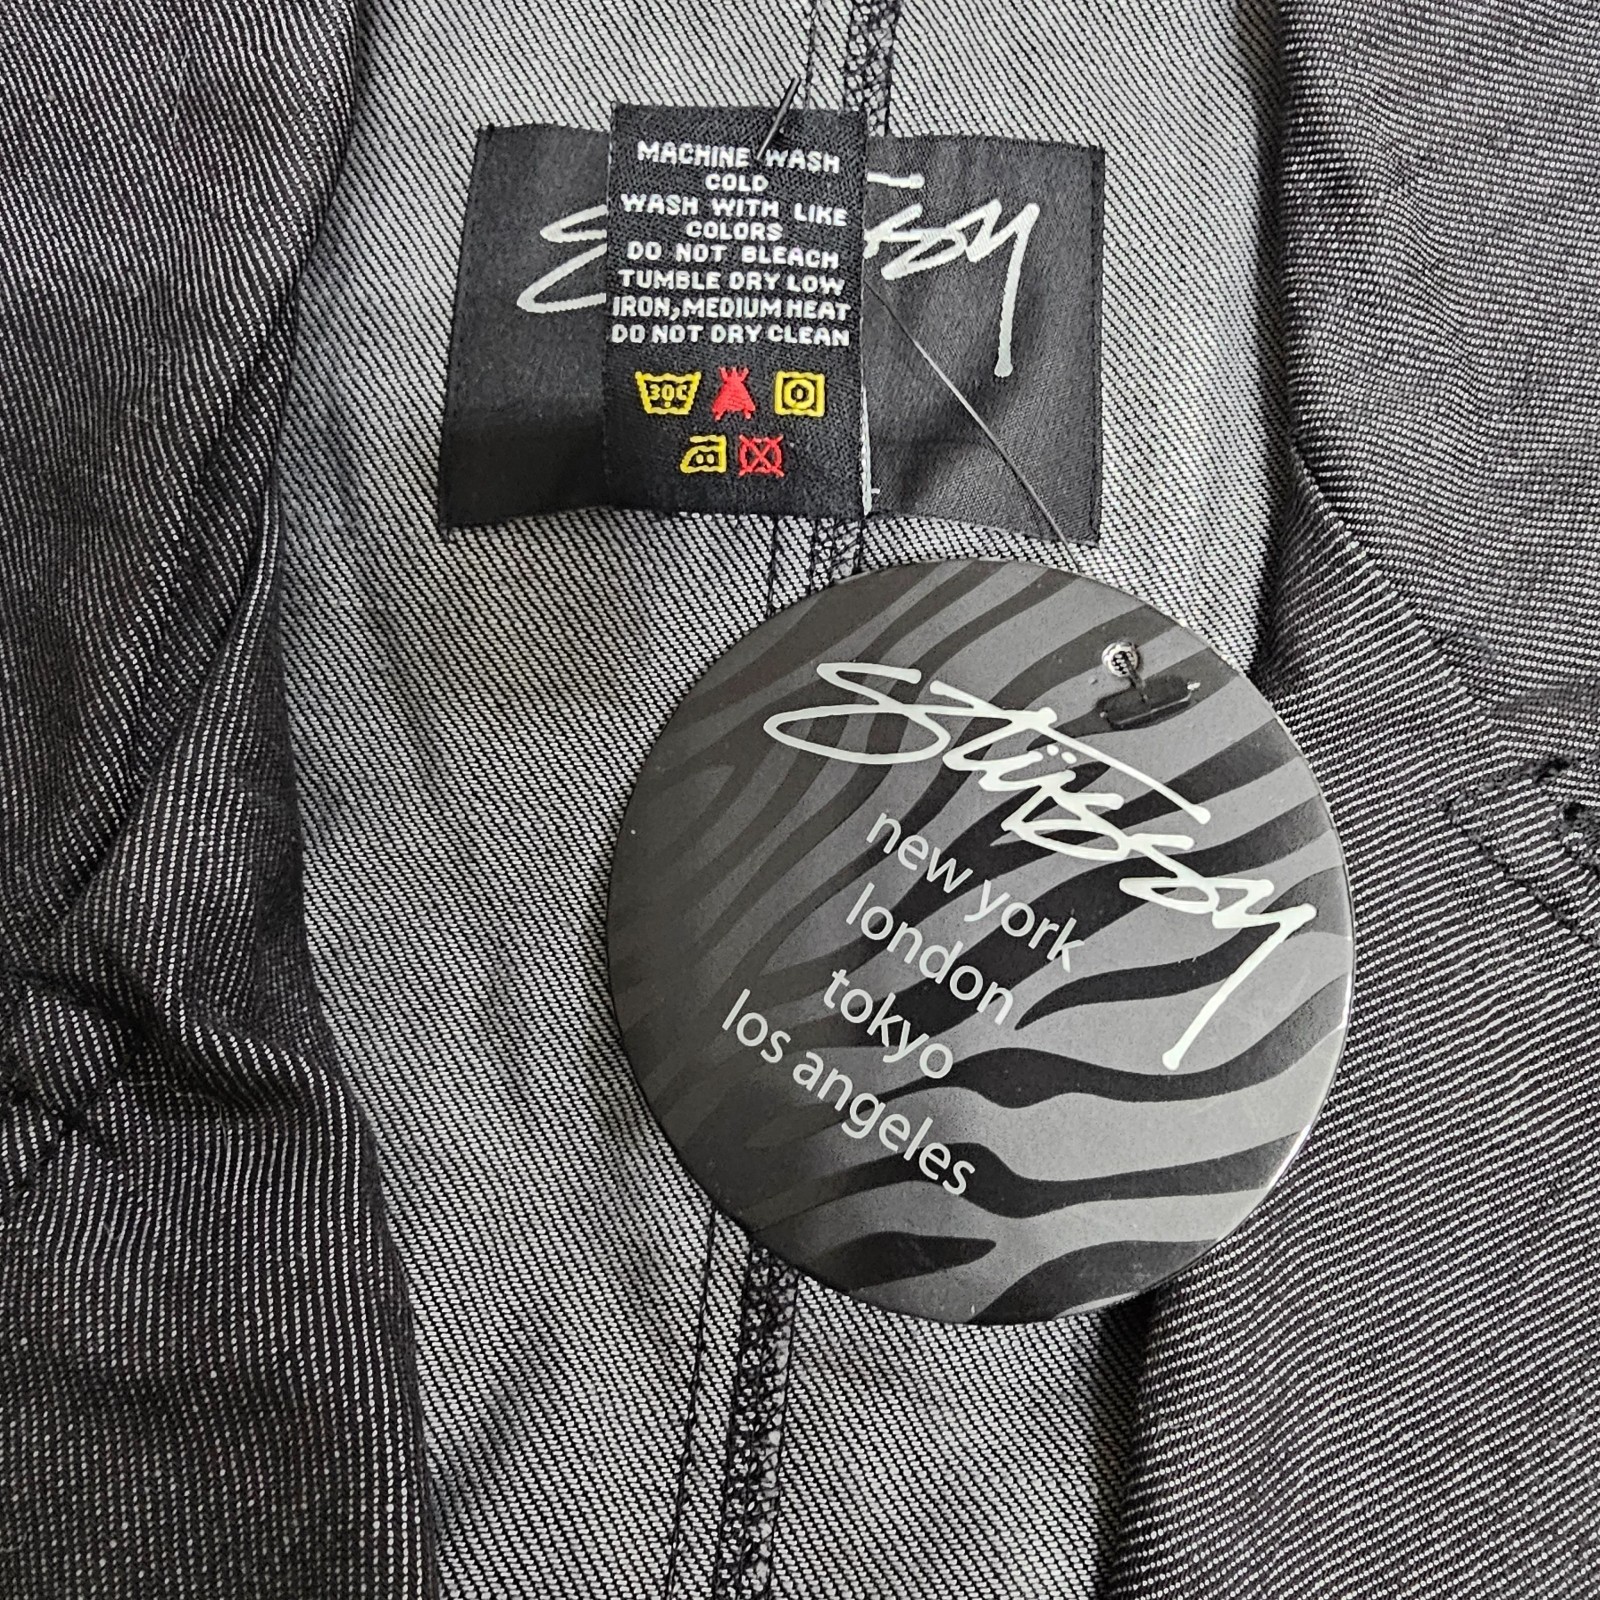 MACHINE WASH
COLD
WASH WITH LIKE
COLORS
DO NOT BLEACH
TUMBLE DRY LOW
IRON, MEDIUM HEAT
DO NOT DRY CLEAN
30C
Stüssy
new york
london
tokyo
los angeles